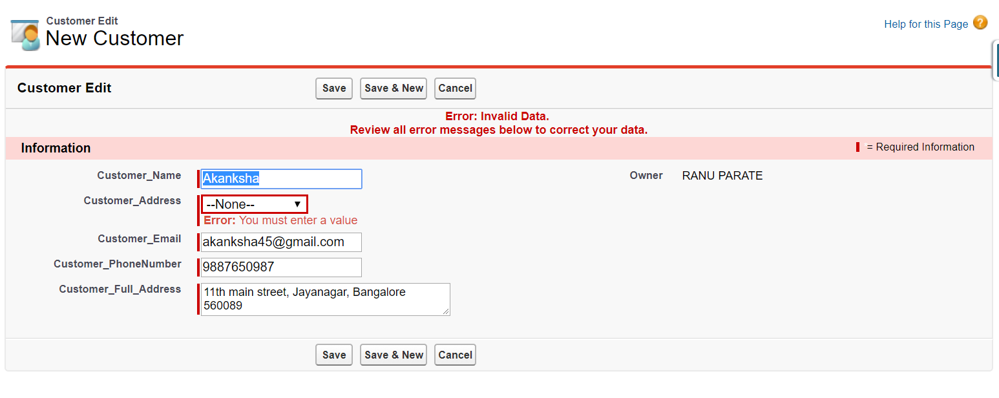 Customer Edit
New Customer
Help for this Page ?
Customer Edit
Save
Save & New
Cancel
Error: Invalid Data.
Review all error messages below to correct your data.
Information
= Required Information
Customer_Name
Akanksha
Owner
RANU PARATE
Customer_Address
--None--
Error: You must enter a value
Customer_Email
akanksha45@gmail.com
Customer_PhoneNumber
9887650987
Customer_Full_Address
11th main street, Jayanagar, Bangalore
560089
Save
Save & New
Cancel